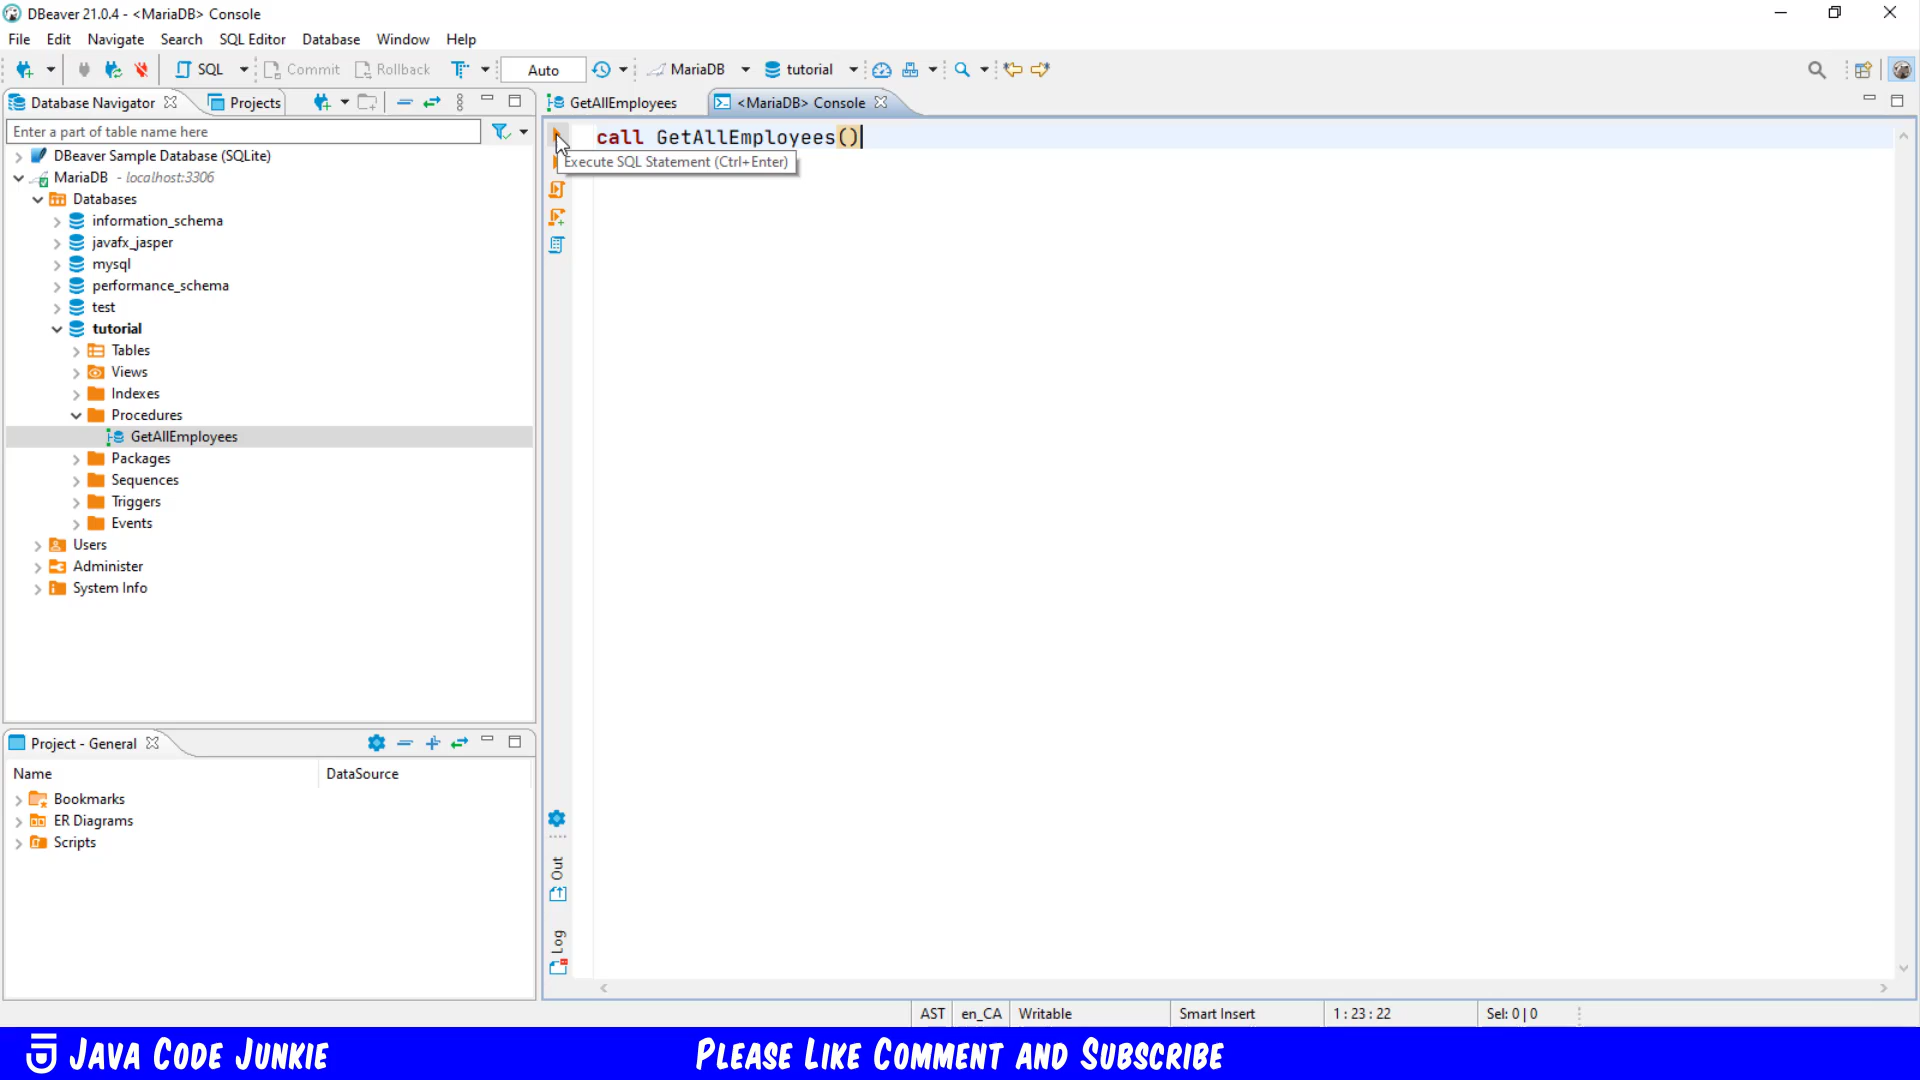 DBeaver 21.0.4 - <MariaDB> Console
File Edit Navigate Search SQL Editor Database Window Help
SQL Commit Rollback Auto MariaDB tutorial
Database Navigator Projects
GetAllEmployees <MariaDB> Console
Enter a part of table name here
call GetAllEmployees()
Execute SQL Statement (Ctrl+Enter)
DBeaver Sample Database (SQLite)
MariaDB - localhost:3306
Databases
information_schema
javafx_jasper
mysql
performance_schema
test
tutorial
Tables
Views
Indexes
Procedures
GetAllEmployees
Packages
Sequences
Triggers
Events
Users
Administer
System Info
Project - General
Name DataSource
Bookmarks
ER Diagrams
Scripts
Out
Log
AST en_CA Writable Smart Insert 1 : 23 : 22 Sel: 0 | 0
Java Code Junkie Please Like Comment and Subscribe